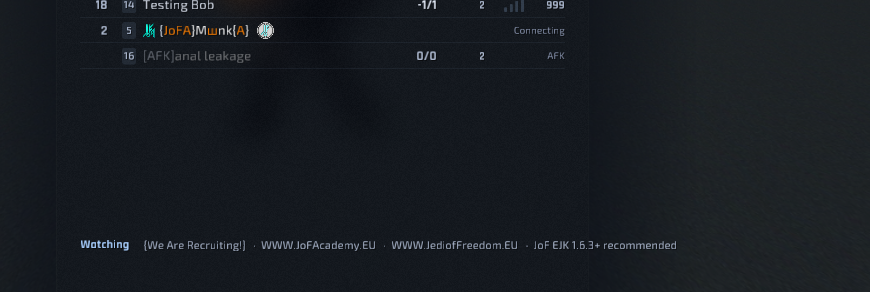 18 14 Testing Bob -1/1 2 999
2 5 {JoFA}Mшnk{A} Connecting
16 [AFK]anal leakage 0/0 2 AFK
Watching {We Are Recruiting!} · WWW.JoFAcademy.EU · WWW.JediofFreedom.EU · JoF EJK 1.6.3+ recommended